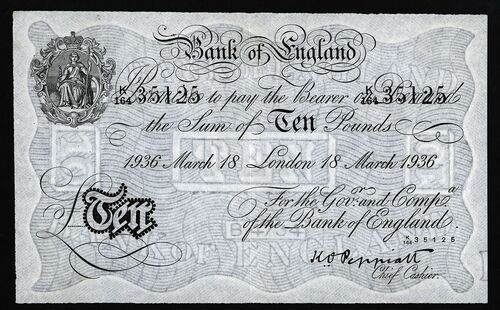 Bank of England
I Promise to pay the Bearer on Demand
K/164 35125 K/164 35125
the Sum of Ten Pounds
1936 March 18 London 18 March 1936
For the Govr. and Compa.
of the Bank of England.
£ Ten
K/164 35125
K O Peppiatt
Chief Cashier.